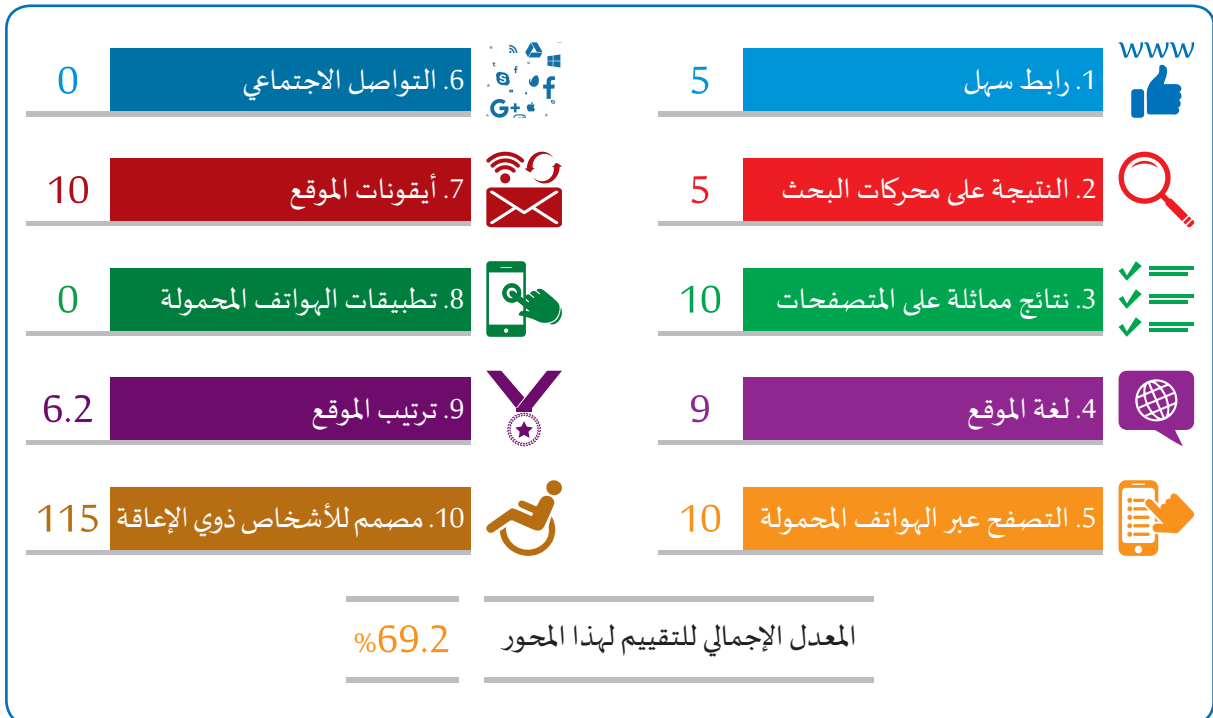 www
1. رابط سهل
5
2. النتيجة على محركات البحث
5
3. نتائج مماثلة على المتصفحات
10
4. لغة الموقع
9
5. التصفح عبر الهواتف المحمولة
10
6. التواصل الاجتماعي
0
7. أيقونات الموقع
10
8. تطبيقات الهواتف المحمولة
0
9. ترتيب الموقع
6.2
10. مصمم للأشخاص ذوي الإعاقة
115
المعدل الإجمالي للتقييم لهذا المحور
%69.2